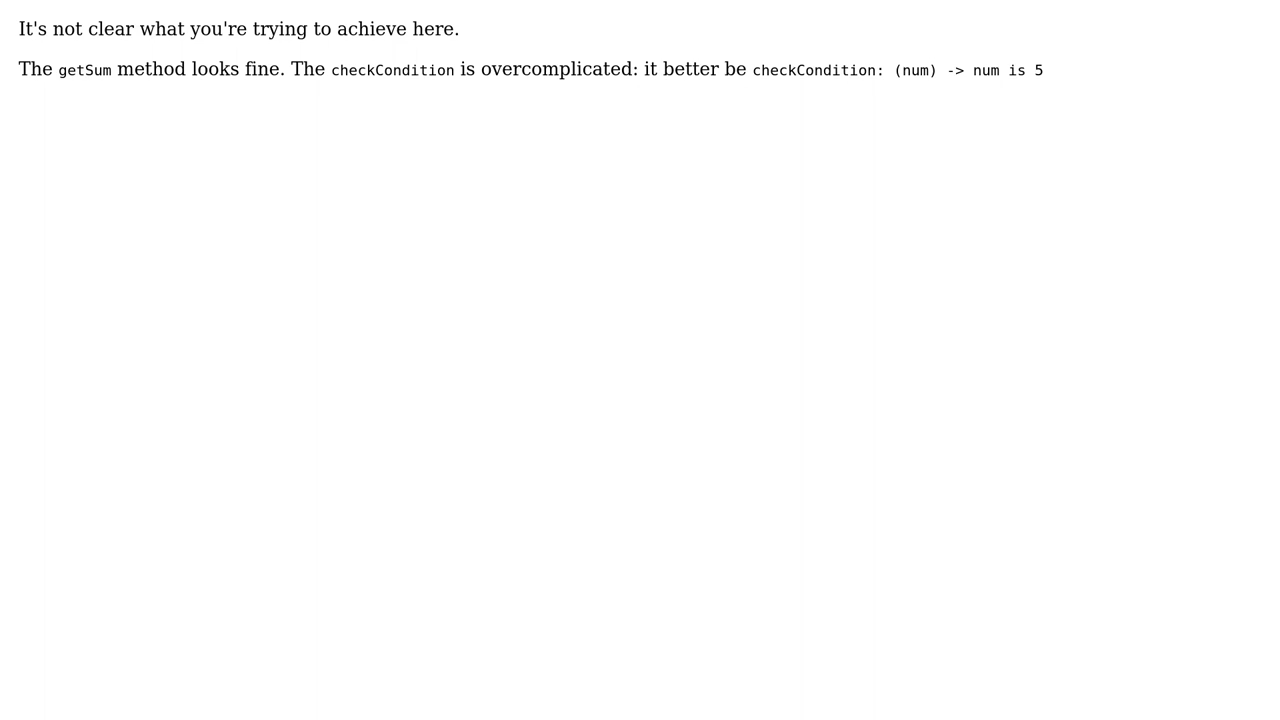 It's not clear what you're trying to achieve here.
The getSum method looks fine. The checkCondition is overcomplicated: it better be checkCondition: (num) -> num is 5